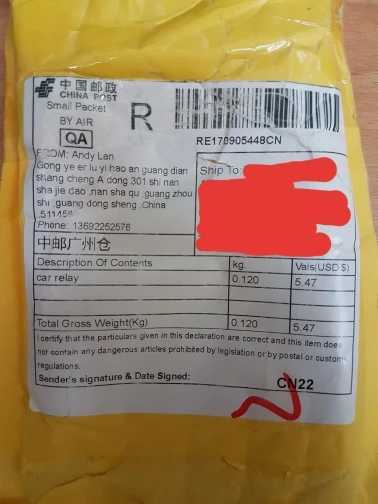 中国邮政
CHINA POST
Small Packet
BY AIR
QA
R
RE170905448CN
FROM: Andy Lan
Gong ye er lu yi hao an guang dian
shang cheng A dong 301 shi nan
sha jie dao ,nan sha qu ,guang zhou
shi ,guang dong sheng ,China
,511458
Phone: 13692252576
中邮广州仓
Ship To:
Description Of Contents kg. Vals(USD $)
car relay 0.120 5.47
Total Gross Weight(Kg) 0.120 5.47
I certify that the particulars given in this declaration are correct and this item does
not contain any dangerous articles prohibited by legislation or by postal or customs
regulations.
Sender's signature & Date Signed: CN22